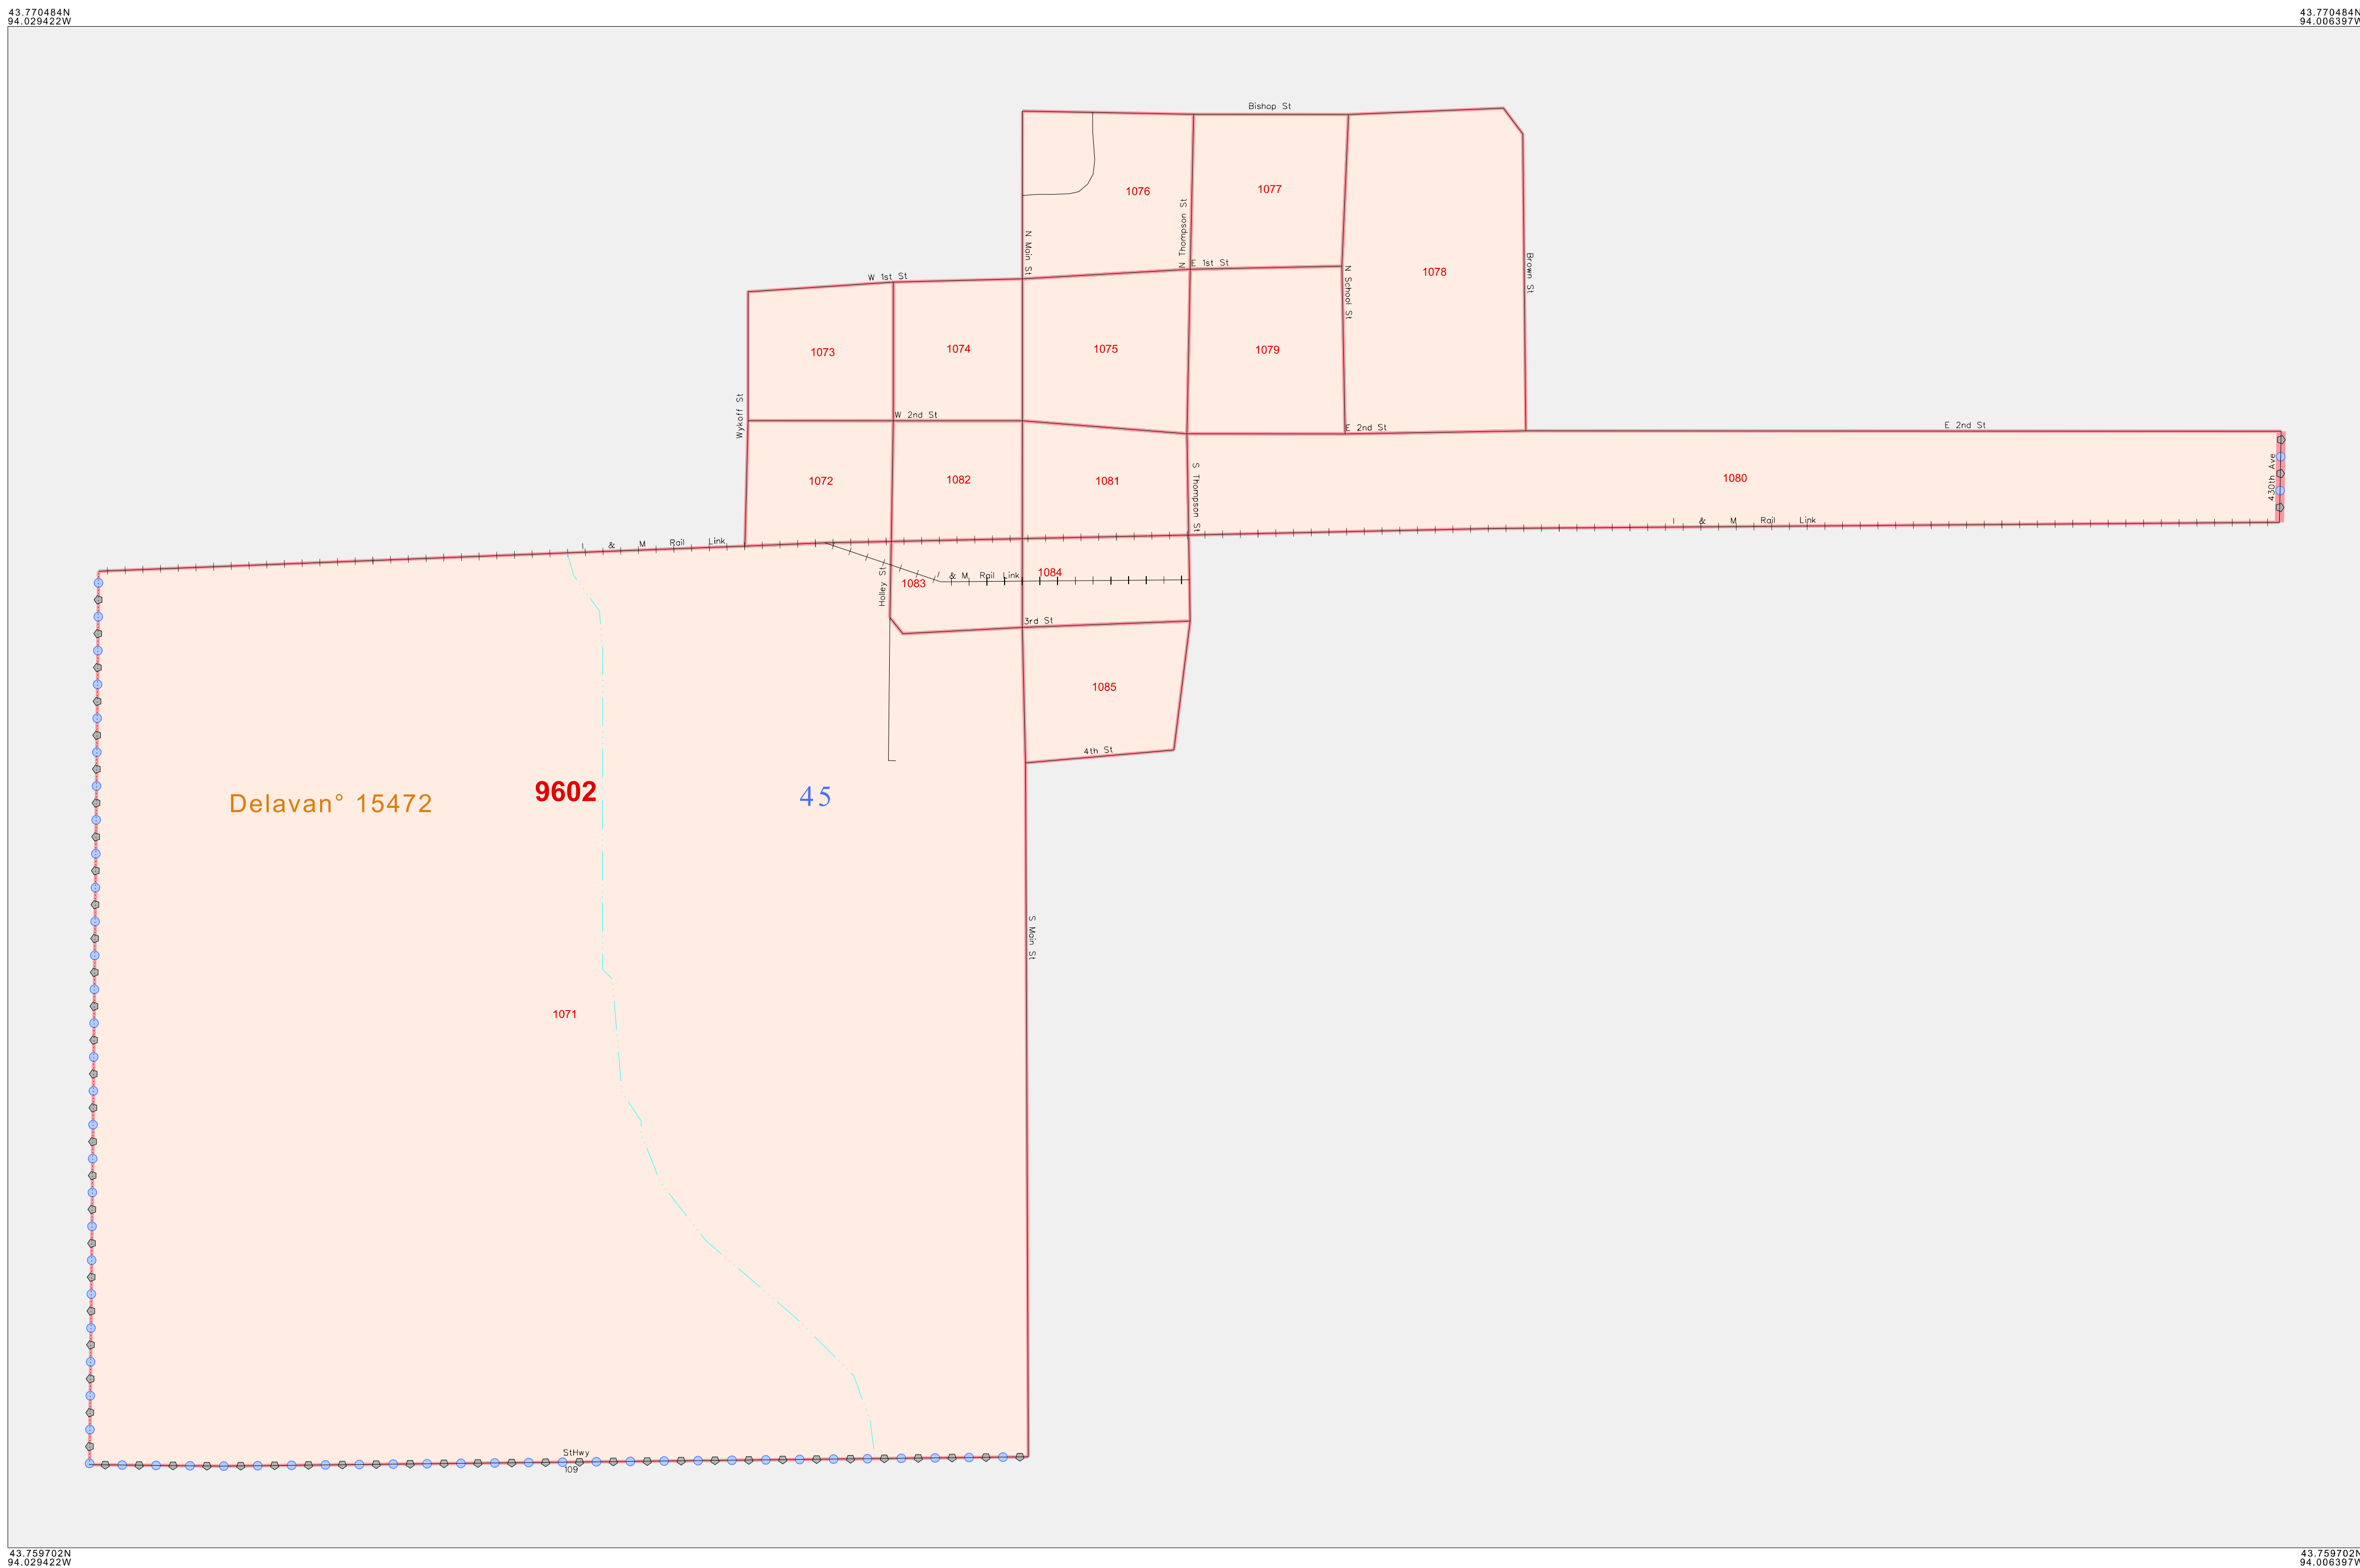 43.770484N
94.029422W
43.770484N
94.006397W
Bishop St
1076
1077
N Thompson St
N Main St
E 1st St
W 1st St
N School St
1078
Brown St
1073
1074
1075
1079
Wykoff St
W 2nd St
E 2nd St
E 2nd St
1072
1082
1081
S Thompson St
1080
430th Ave
I & M Rail Link
I & M Rail Link
Holley St
1083
I & M Rail Link
1084
3rd St
1085
4th St
Delavan° 15472
9602
45
S Main St
1071
StHwy
109
43.759702N
94.029422W
43.759702N
94.006397W